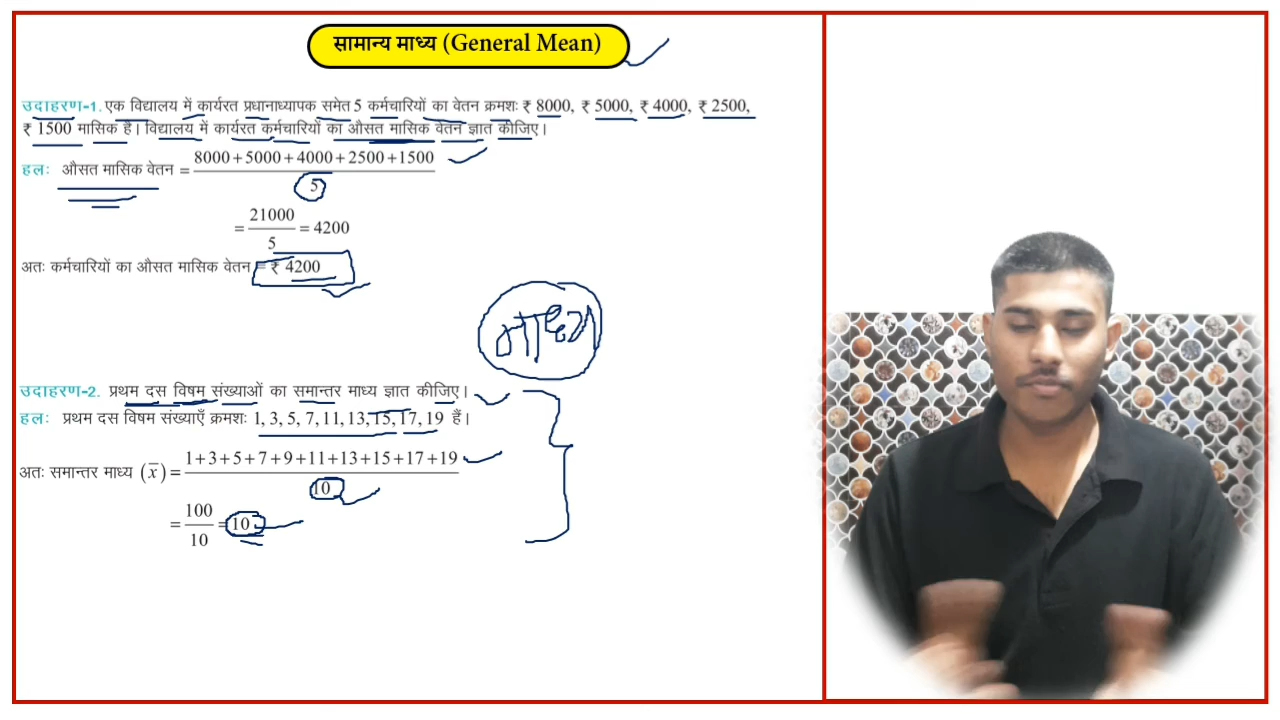 सामान्य माध्य (General Mean)
उदाहरण-1. एक विद्यालय में कार्यरत प्रधानाध्यापक समेत 5 कर्मचारियों का वेतन क्रमशः ₹ 8000, ₹ 5000, ₹ 4000, ₹ 2500,
₹ 1500 मासिक है। विद्यालय में कार्यरत कर्मचारियों का औसत मासिक वेतन ज्ञात कीजिए।
8000+5000+4000+2500+1500
हलः औसत मासिक वेतन =
5
21000
= = 4200
5
अतः कर्मचारियों का औसत मासिक वेतन = ₹ 4200
माध्य
उदाहरण-2. प्रथम दस विषम संख्याओं का समान्तर माध्य ज्ञात कीजिए।
हलः प्रथम दस विषम संख्याएँ क्रमशः 1, 3, 5, 7, 11, 13, 15, 17, 19 हैं।
1+3+5+7+9+11+13+15+17+19
अतः समान्तर माध्य (x̄) =
10
100
= = 10
10